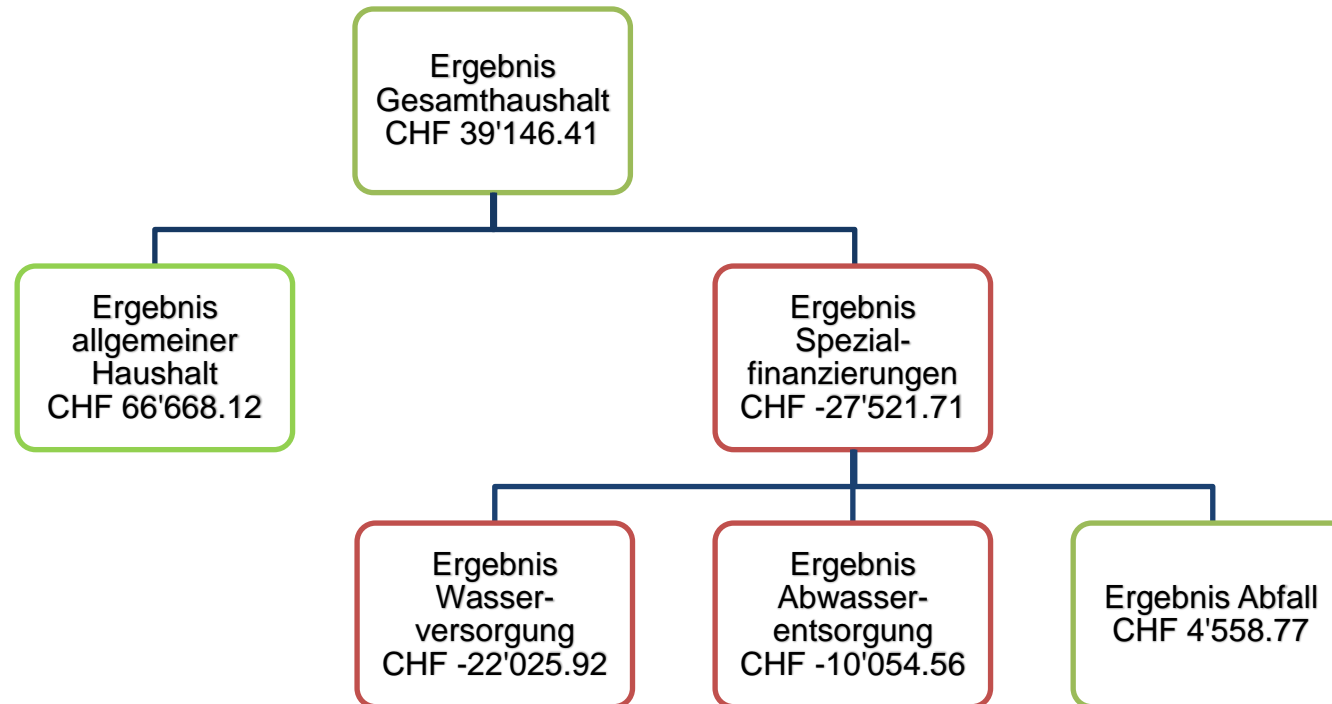 Ergebnis
Gesamthaushalt
CHF 39'146.41
Ergebnis
allgemeiner
Haushalt
CHF 66'668.12
Ergebnis
Spezial-
finanzierungen
CHF -27'521.71
Ergebnis
Wasser-
versorgung
CHF -22'025.92
Ergebnis
Abwasser-
entsorgung
CHF -10'054.56
Ergebnis Abfall
CHF 4'558.77